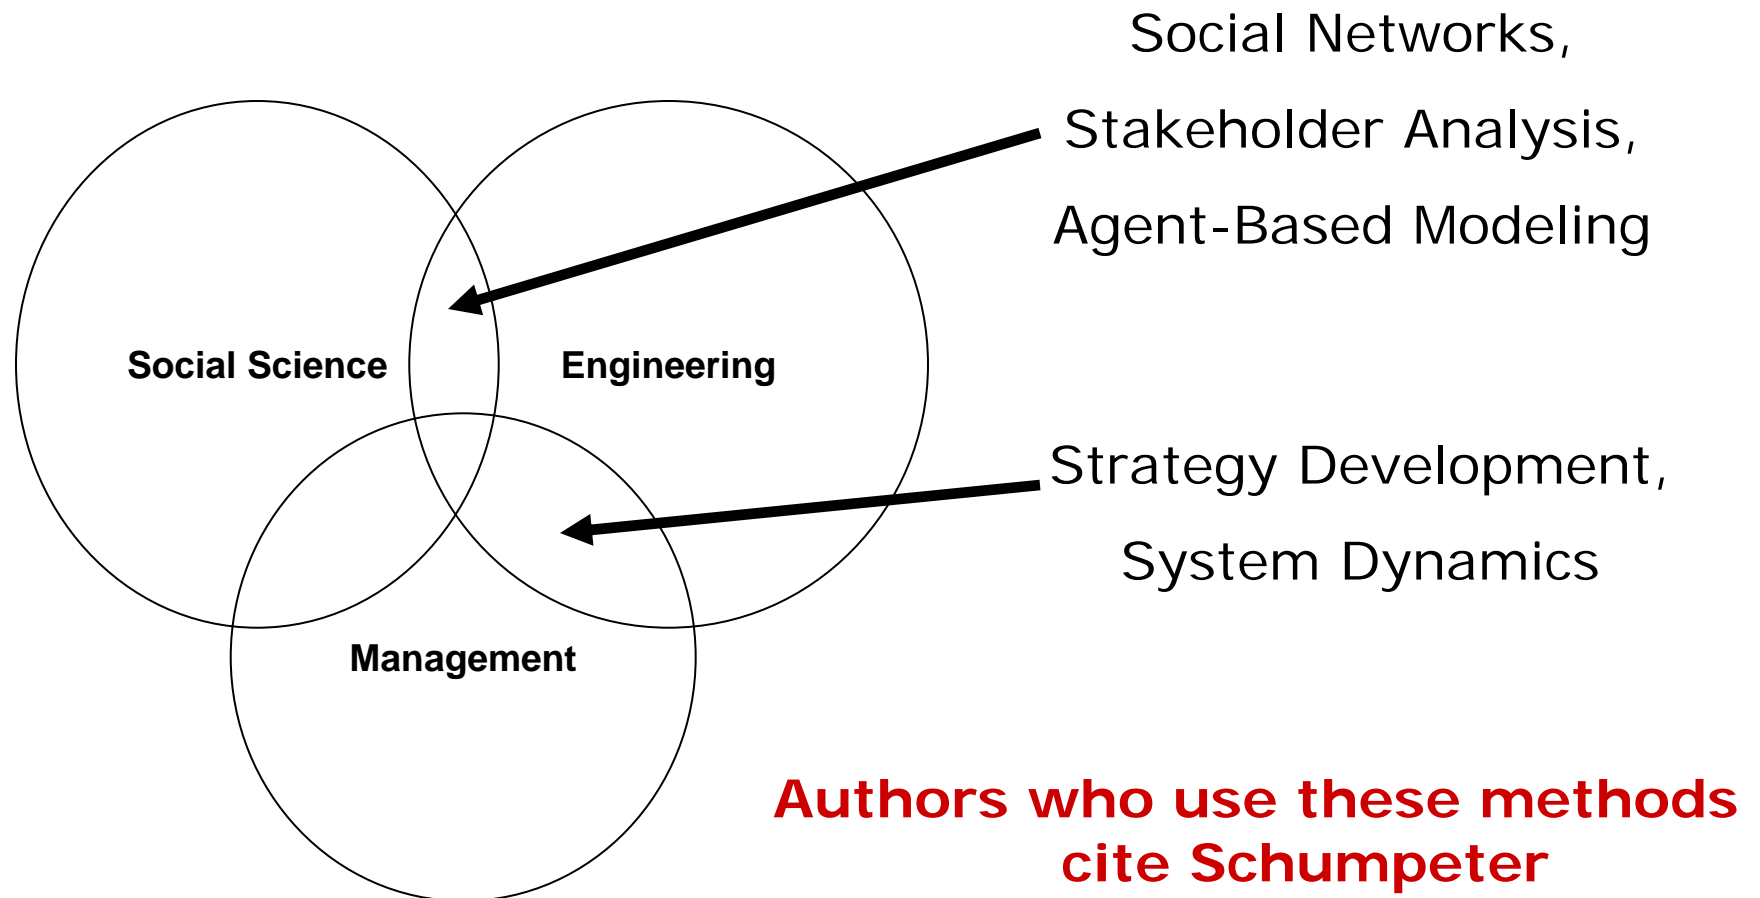 Social Networks,
Stakeholder Analysis,
Agent-Based Modeling
Social Science
Engineering
Strategy Development,
System Dynamics
Management
Authors who use these methods
cite Schumpeter